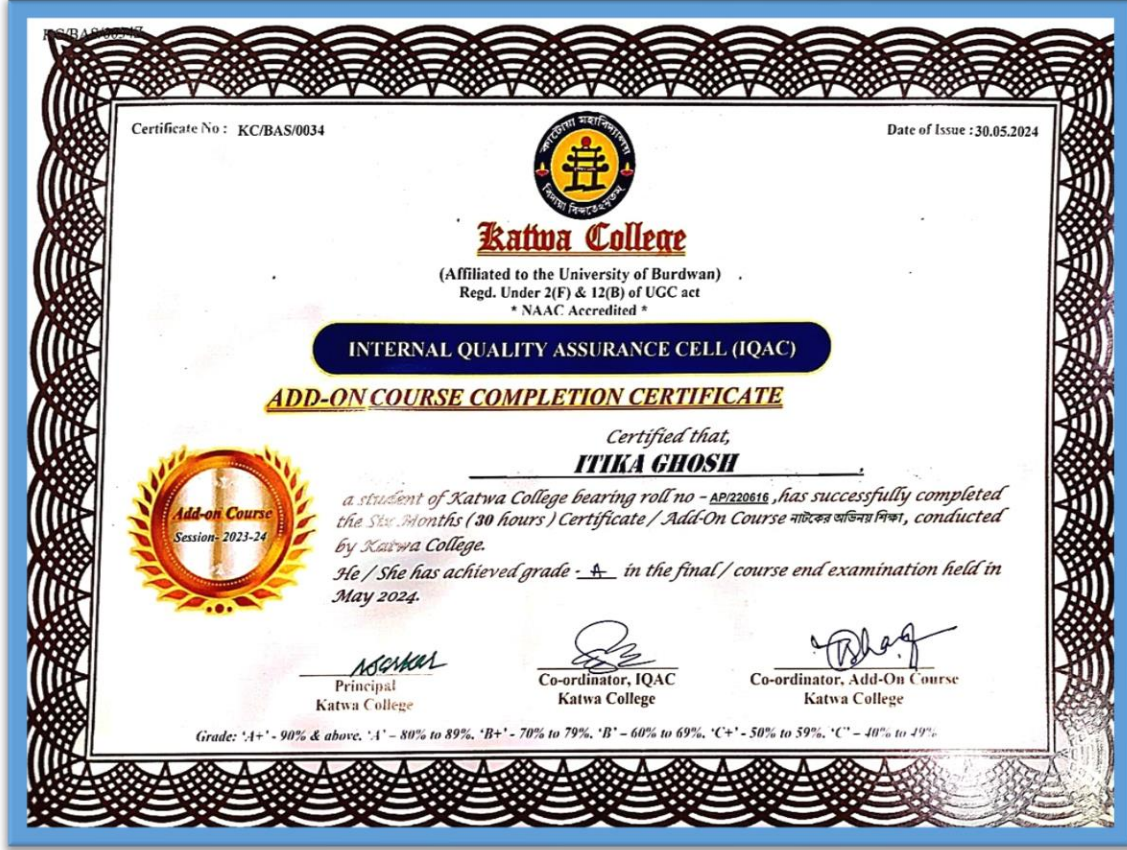 Certificate No : KC/BAS/0034
Date of Issue : 30.05.2024
কাটোয়া মহাবিদ্যালয়
Katwa College
(Affiliated to the University of Burdwan)
Regd. Under 2(F) & 12(B) of UGC act
* NAAC Accredited *
INTERNAL QUALITY ASSURANCE CELL (IQAC)
ADD-ON COURSE COMPLETION CERTIFICATE
Certified that,
ITIKA GHOSH,
a student of Katwa College bearing roll no – AP/220616 ,has successfully completed
the Six Months (30 hours) Certificate / Add-On Course নাটকের অভিনয় শিক্ষা, conducted
by Katwa College.
He / She has achieved grade - A in the final / course end examination held in
May 2024.
Add-on Course
Session- 2023-24
Principal
Katwa College
Co-ordinator, IQAC
Katwa College
Co-ordinator, Add-On Course
Katwa College
Grade: 'A+' - 90% & above. 'A' – 80% to 89%. 'B+' - 70% to 79%. 'B' – 60% to 69%. 'C+' - 50% to 59%. 'C' – 40% to 49%